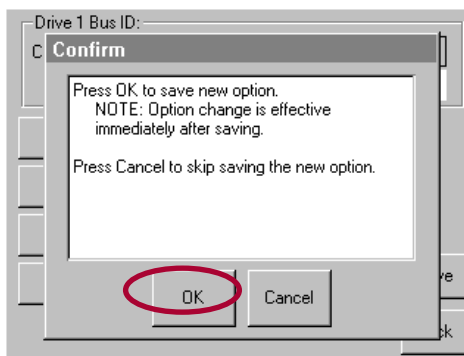 Drive 1 Bus ID:
Confirm
Press OK to save new option.
NOTE: Option change is effective
immediately after saving.
Press Cancel to skip saving the new option.
OK
Cancel